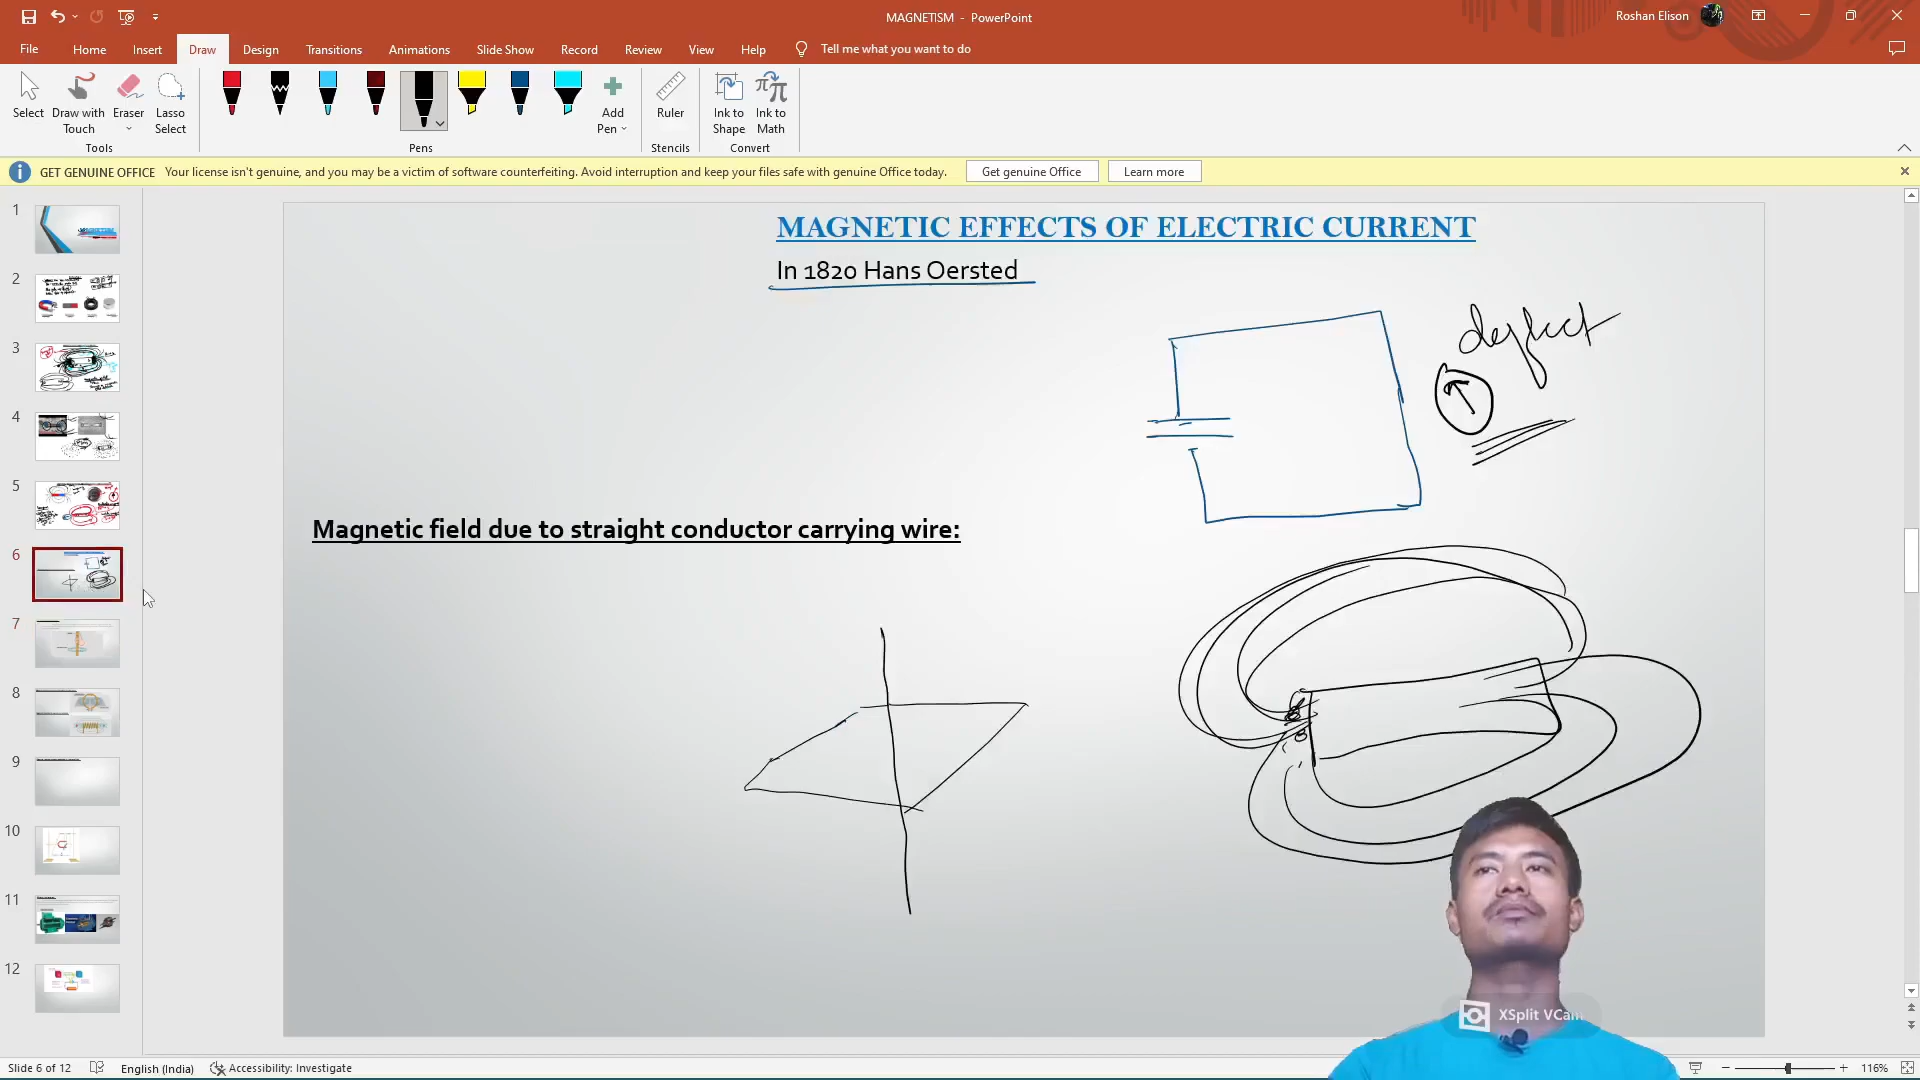 MAGNETISM - PowerPoint
Roshan Elison
File Home Insert Draw Design Transitions Animations Slide Show Record Review View Help Tell me what you want to do
Select
Draw with Touch
Eraser
Lasso Select
Add Pen
Ruler
Ink to Shape
Ink to Math
Tools
Pens
Stencils
Convert
GET GENUINE OFFICE Your license isn't genuine, and you may be a victim of software counterfeiting. Avoid interruption and keep your files safe with genuine Office today. Get genuine Office Learn more
1
2
3
4
5
6
7
8
9
10
11
12
MAGNETIC EFFECTS OF ELECTRIC CURRENT
In 1820 Hans Oersted
Magnetic field due to straight conductor carrying wire:
XSplit VCam
Slide 6 of 12 English (India) Accessibility: Investigate 116%